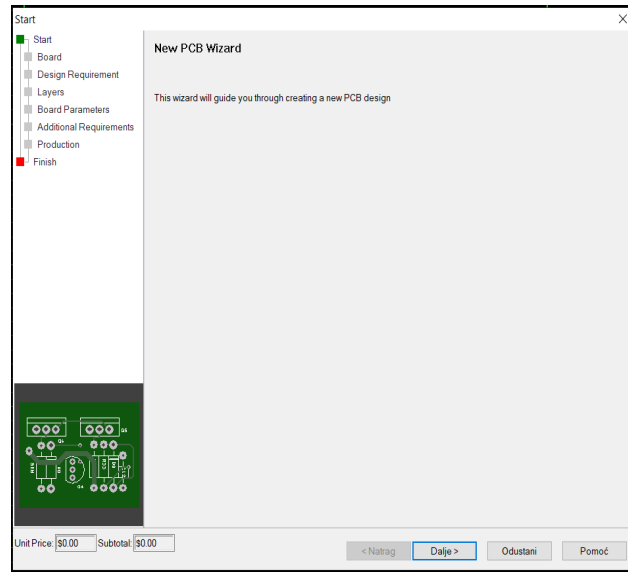 Start
Start
Board
Design Requirement
Layers
Board Parameters
Additional Requirements
Production
Finish
New PCB Wizard
This wizard will guide you through creating a new PCB design
Unit Price: $0.00 Subtotal: $0.00
< Natrag Dalje > Odustani Pomoć